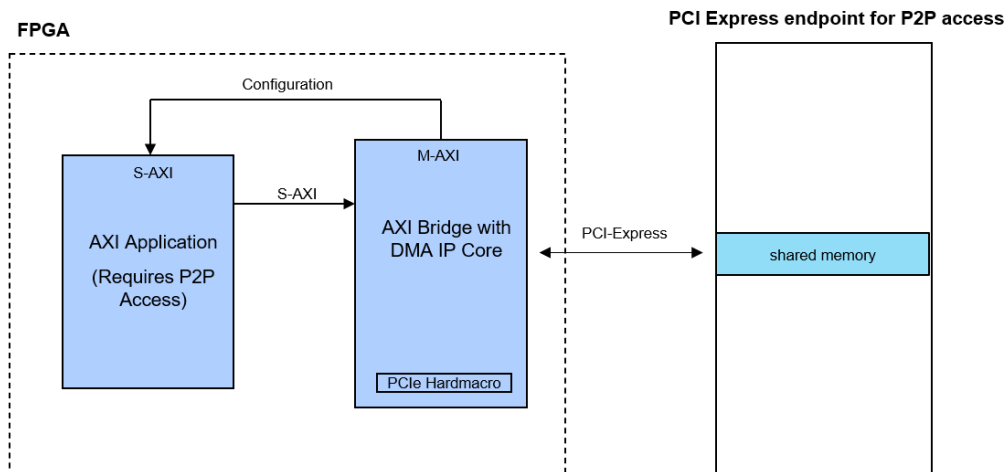 PCI Express endpoint for P2P access
FPGA
Configuration
S-AXI
M-AXI
S-AXI
AXI Application
(Requires P2P
Access)
AXI Bridge with
DMA IP Core
PCI-Express
shared memory
PCIe Hardmacro